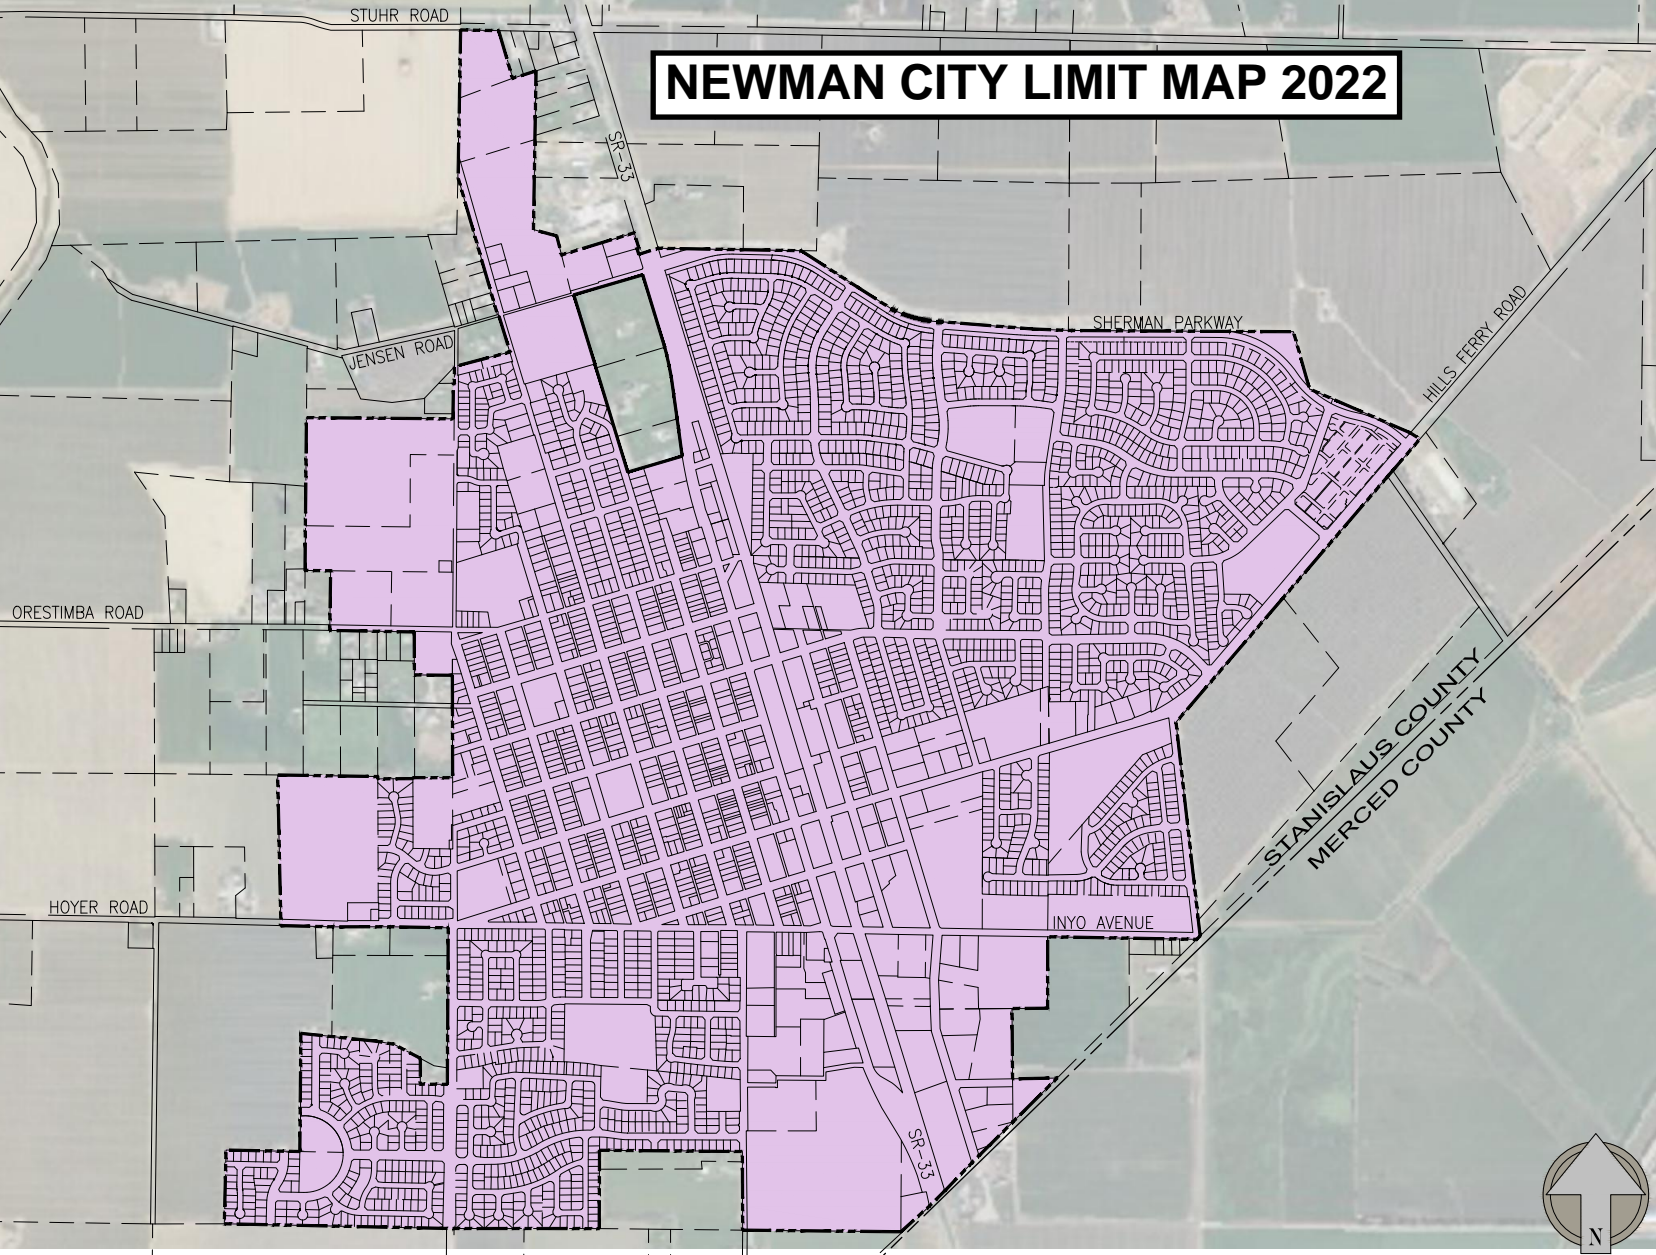 STUHR ROAD
NEWMAN CITY LIMIT MAP 2022
SR-33
SHERMAN PARKWAY
HILLS FERRY ROAD
JENSEN ROAD
ORESTIMBA ROAD
STANISLAUS COUNTY
MERCED COUNTY
HOYER ROAD
INYO AVENUE
SR-33
N